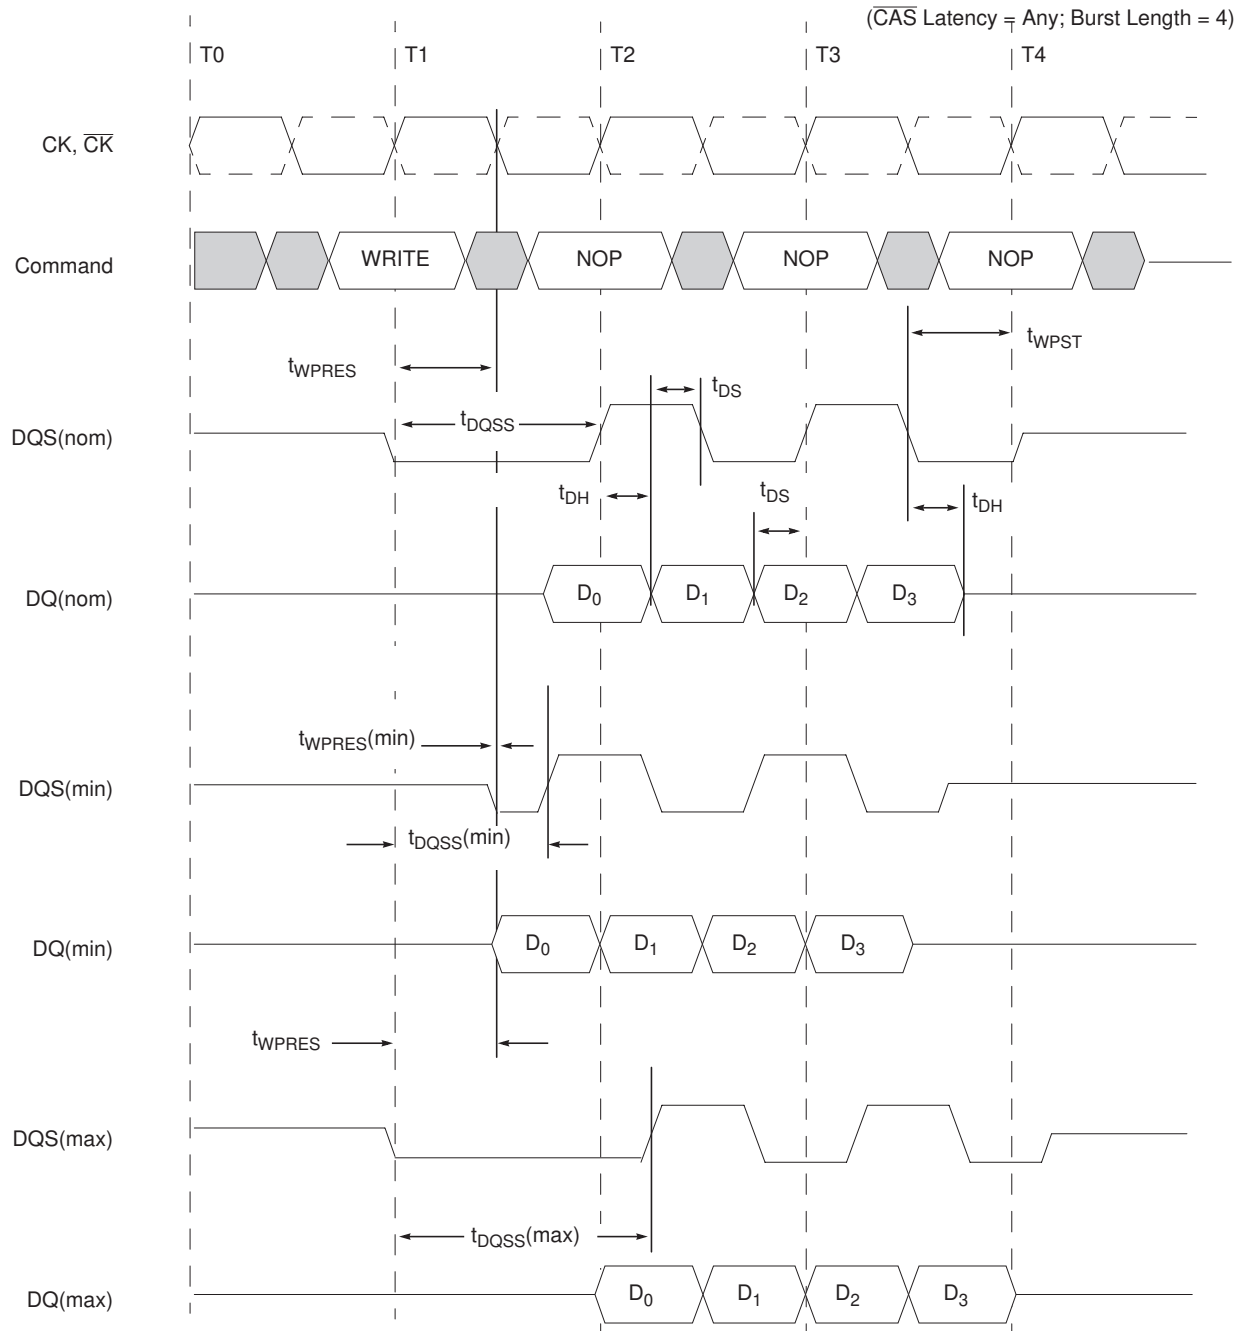 (CAS Latency = Any; Burst Length = 4)
T0 T1 T2 T3 T4
CK, CK
Command WRITE NOP NOP NOP
tWPST
tWPRES tDS
DQS(nom) tDQSS
tDH tDS tDH
DQ(nom) D0 D1 D2 D3
tWPRES(min)
DQS(min)
tDQSS(min)
DQ(min) D0 D1 D2 D3
tWPRES
DQS(max)
tDQSS(max)
DQ(max) D0 D1 D2 D3